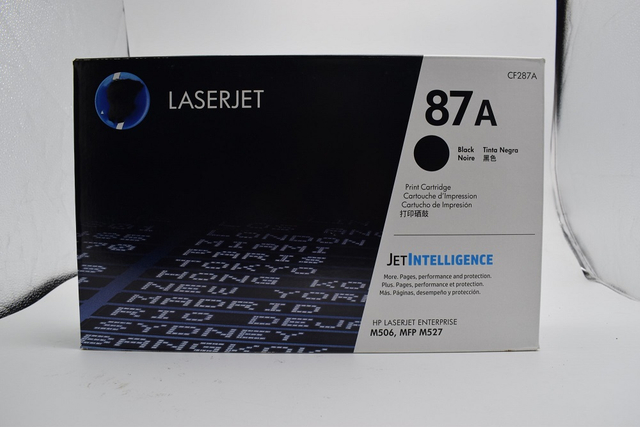 LASERJET
CF287A
87A
Black Tinta Negra
Noire 黑色
Print Cartridge
Cartouche d'Impression
Cartucho de Impresión
打印硒鼓
JETINTELLIGENCE
More. Pages, performance and protection.
Plus. Pages, performance et protection.
Más. Páginas, desempeño y protección.
HP LASERJET ENTERPRISE
M506, MFP M527
LONDON
MIAMI
PARIS
TOKYO
HONG KO
NEW YOR
MADRID
RIO DE